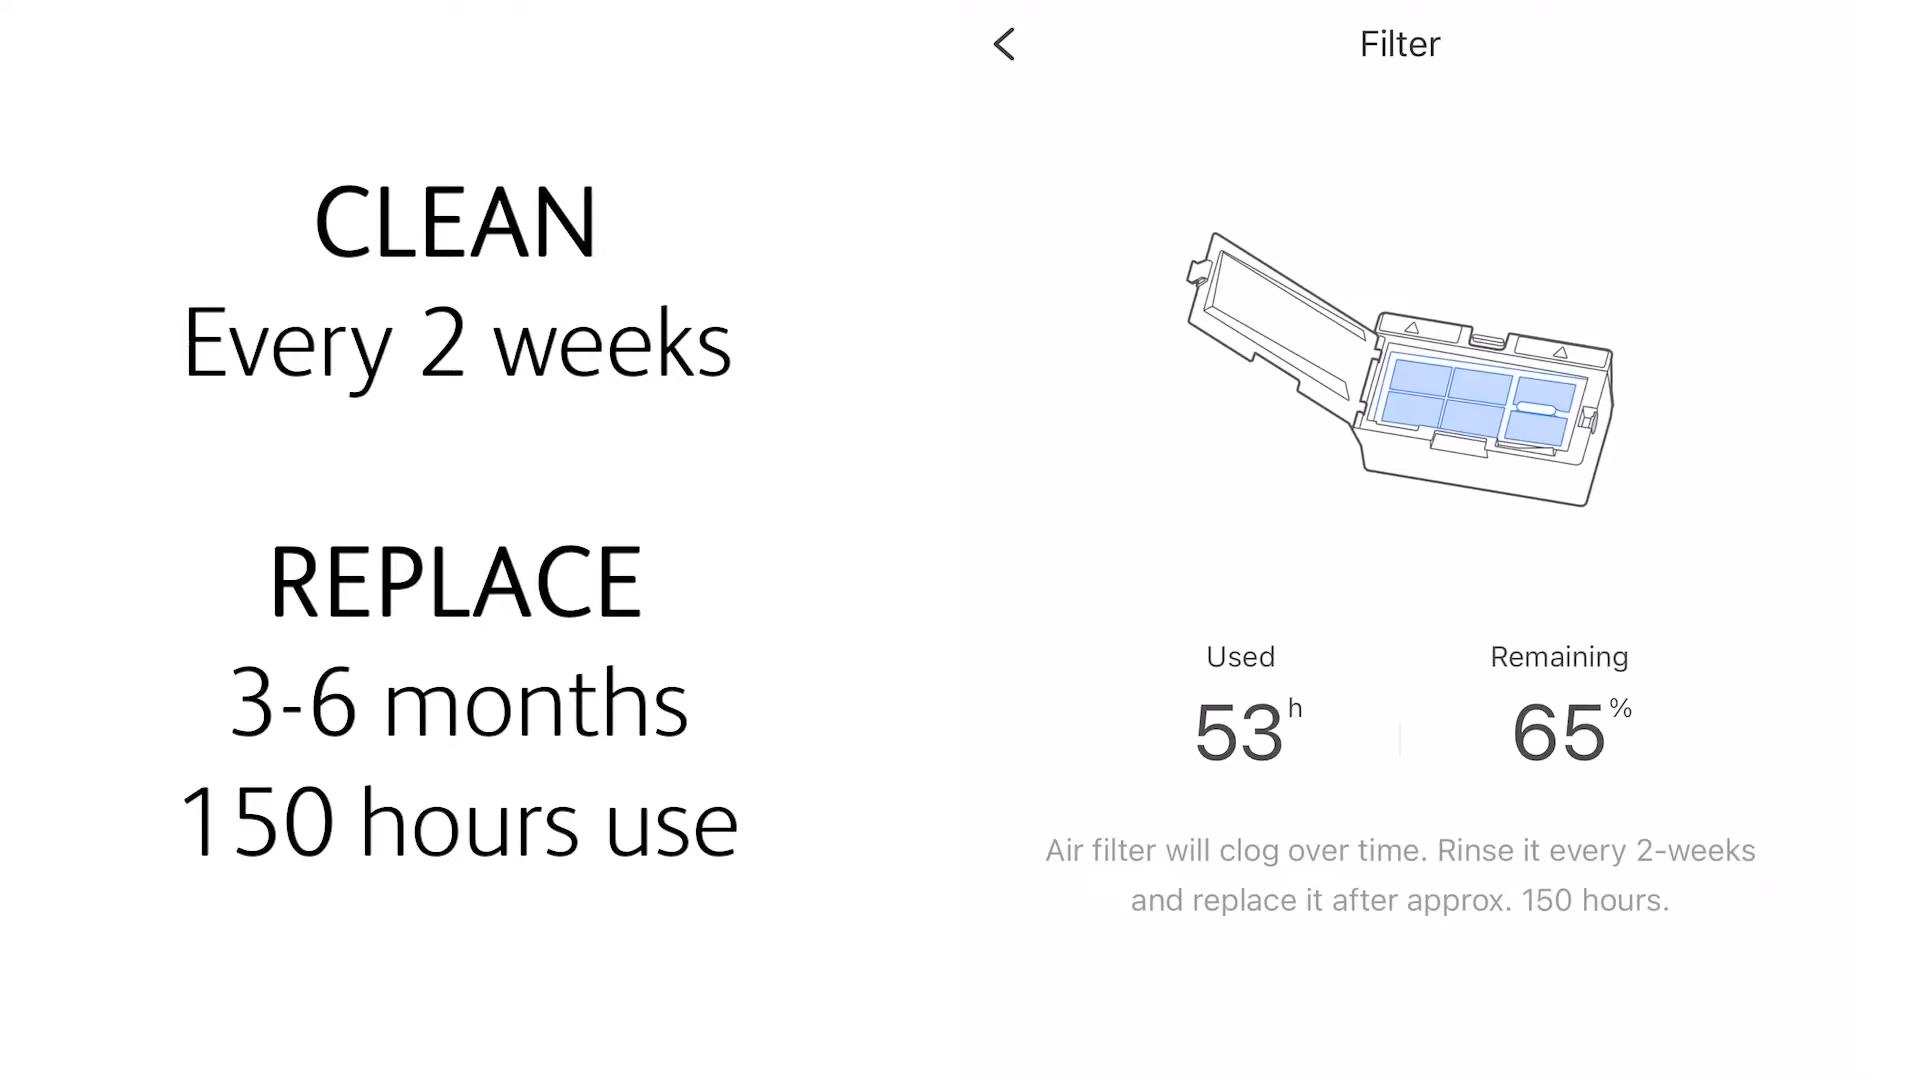 CLEAN
Every 2 weeks
REPLACE
3-6 months
150 hours use
Filter
Used
Remaining
53 h
65 %
Air filter will clog over time. Rinse it every 2-weeks
and replace it after approx. 150 hours.